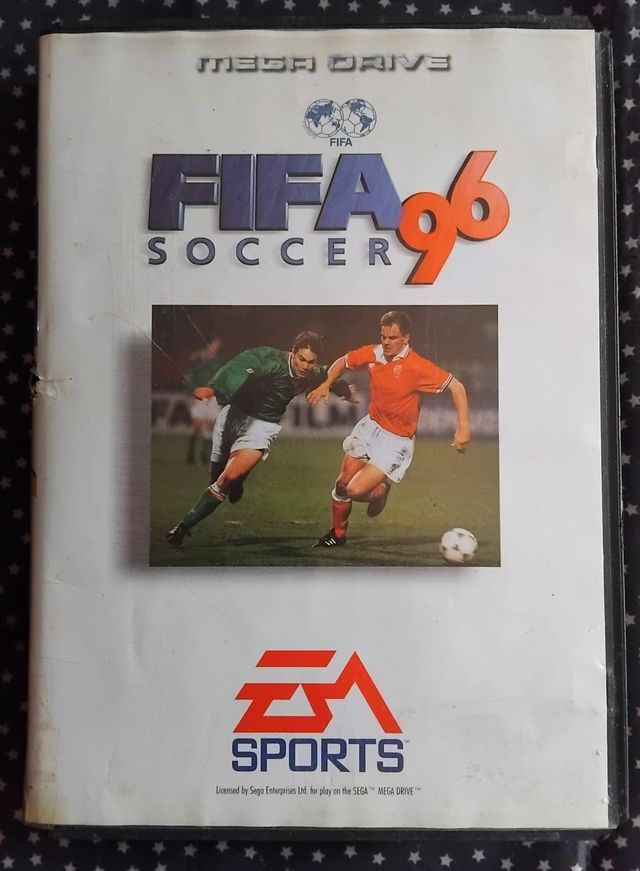 MEGA DRIVE
FIFA
FIFA
SOCCER 96
EA
SPORTS™
Licensed by Sega Enterprises Ltd. for play on the SEGA™ MEGA DRIVE™